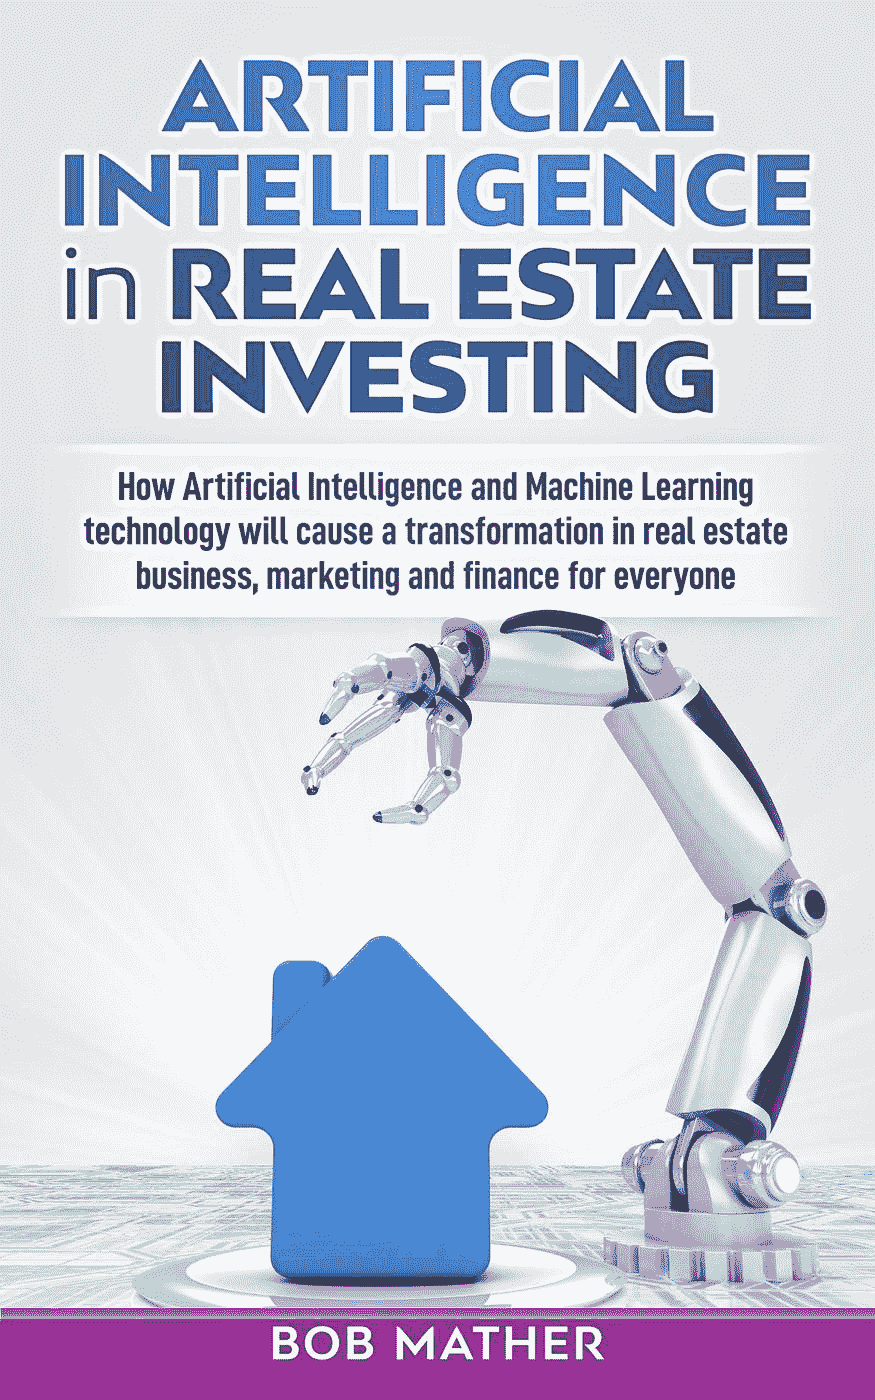 ARTIFICIAL
INTELLIGENCE
in REAL ESTATE
INVESTING
How Artificial Intelligence and Machine Learning
technology will cause a transformation in real estate
business, marketing and finance for everyone
BOB MATHER